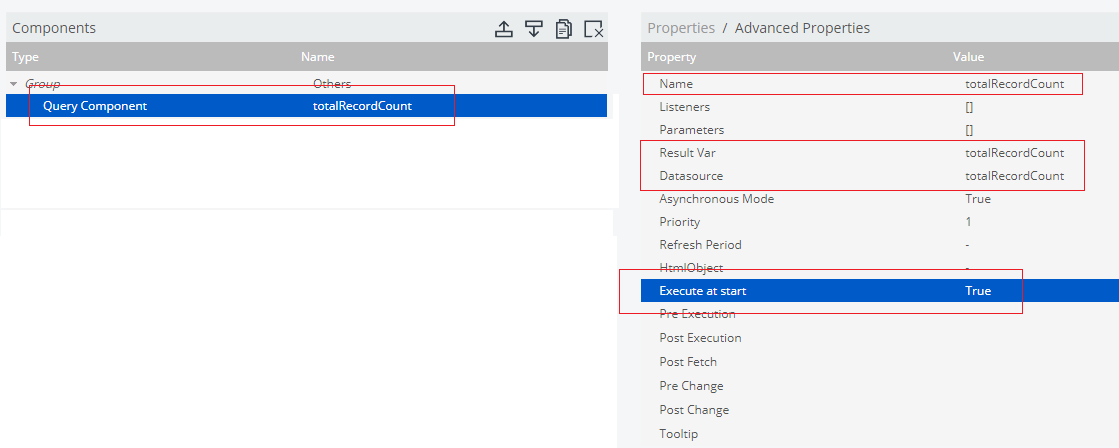 Components
Type Name
Group Others
Query Component totalRecordCount
Properties / Advanced Properties
Property Value
Name totalRecordCount
Listeners []
Parameters []
Result Var totalRecordCount
Datasource totalRecordCount
Asynchronous Mode True
Priority 1
Refresh Period -
HtmlObject -
Execute at start True
Pre Execution
Post Execution
Post Fetch
Pre Change
Post Change
Tooltip